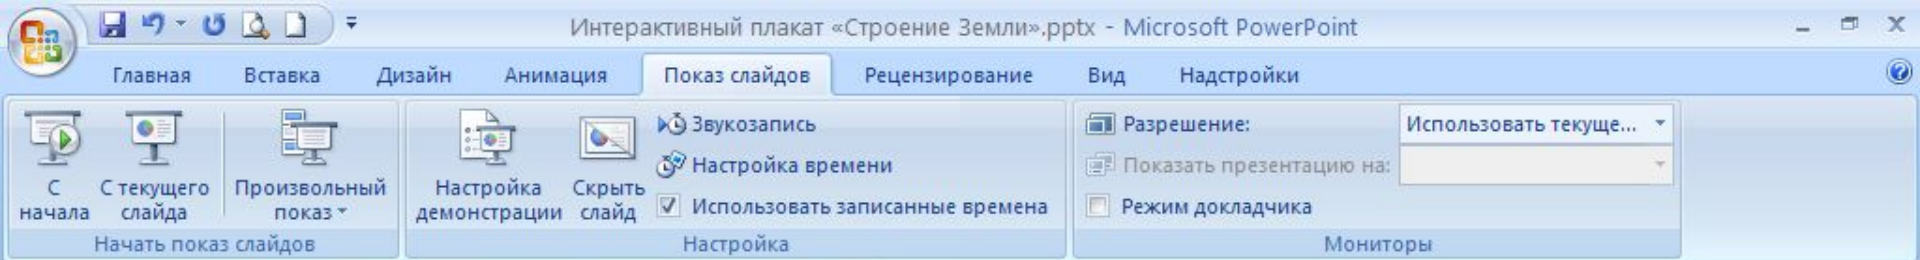 Интерактивный плакат «Строение Земли».pptx - Microsoft PowerPoint
Главная Вставка Дизайн Анимация Показ слайдов Рецензирование Вид Надстройки
С начала
С текущего слайда
Произвольный показ
Начать показ слайдов
Настройка демонстрации
Скрыть слайд
Звукозапись
Настройка времени
Использовать записанные времена
Настройка
Разрешение: Использовать текуще...
Показать презентацию на:
Режим докладчика
Мониторы